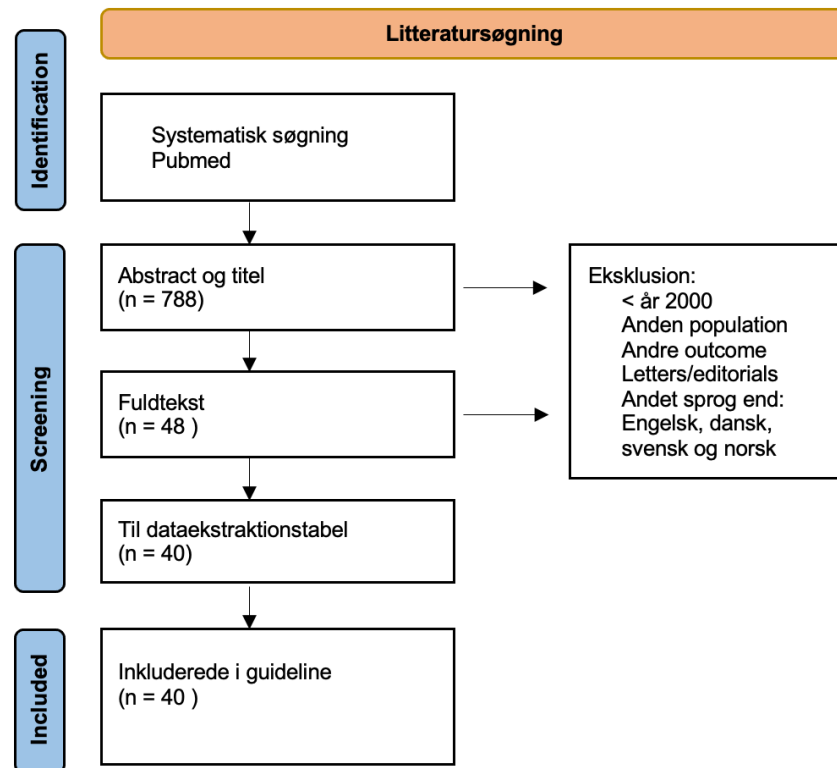 Litteratursøgning
Identification
Systematisk søgning
Pubmed
Screening
Abstract og titel
(n = 788)
Eksklusion:
< år 2000
Anden population
Andre outcome
Letters/editorials
Andet sprog end:
Engelsk, dansk,
svensk og norsk
Fuldtekst
(n = 48 )
Til dataekstraktionstabel
(n = 40)
Included
Inkluderede i guideline
(n = 40 )